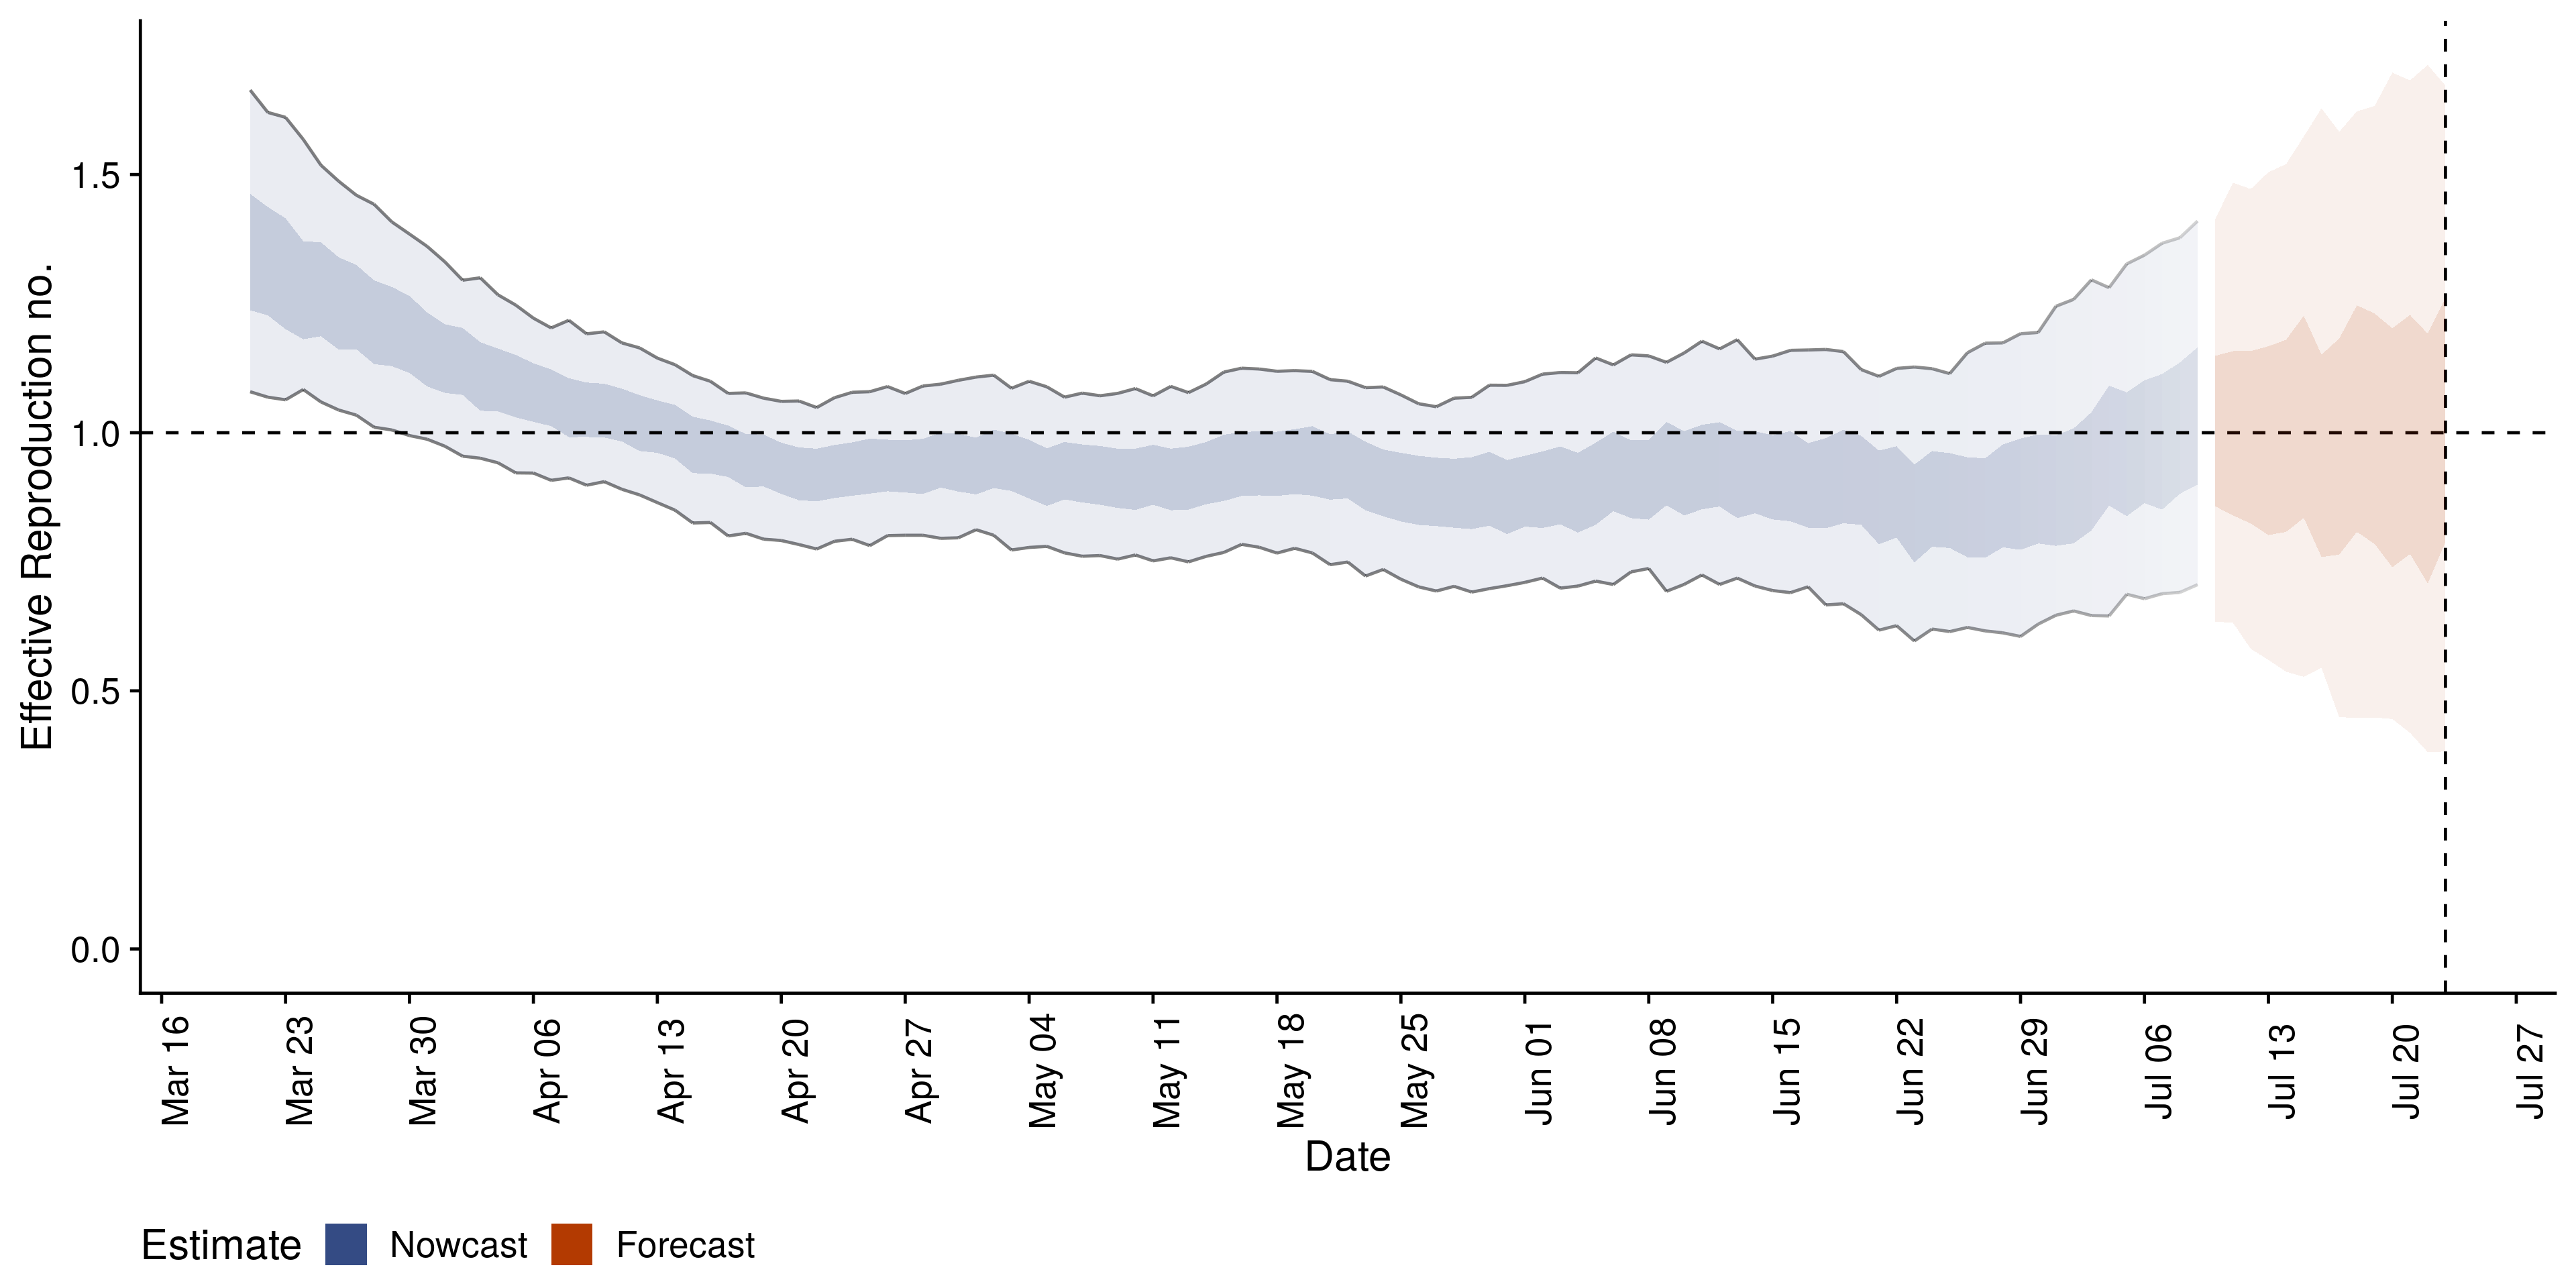 Effective Reproduction no.
1.5
1.0
0.5
0.0
Mar 16
Mar 23
Mar 30
Apr 06
Apr 13
Apr 20
Apr 27
May 04
May 11
May 18
May 25
Jun 01
Jun 08
Jun 15
Jun 22
Jun 29
Jul 06
Jul 13
Jul 20
Jul 27
Date
Estimate Nowcast Forecast